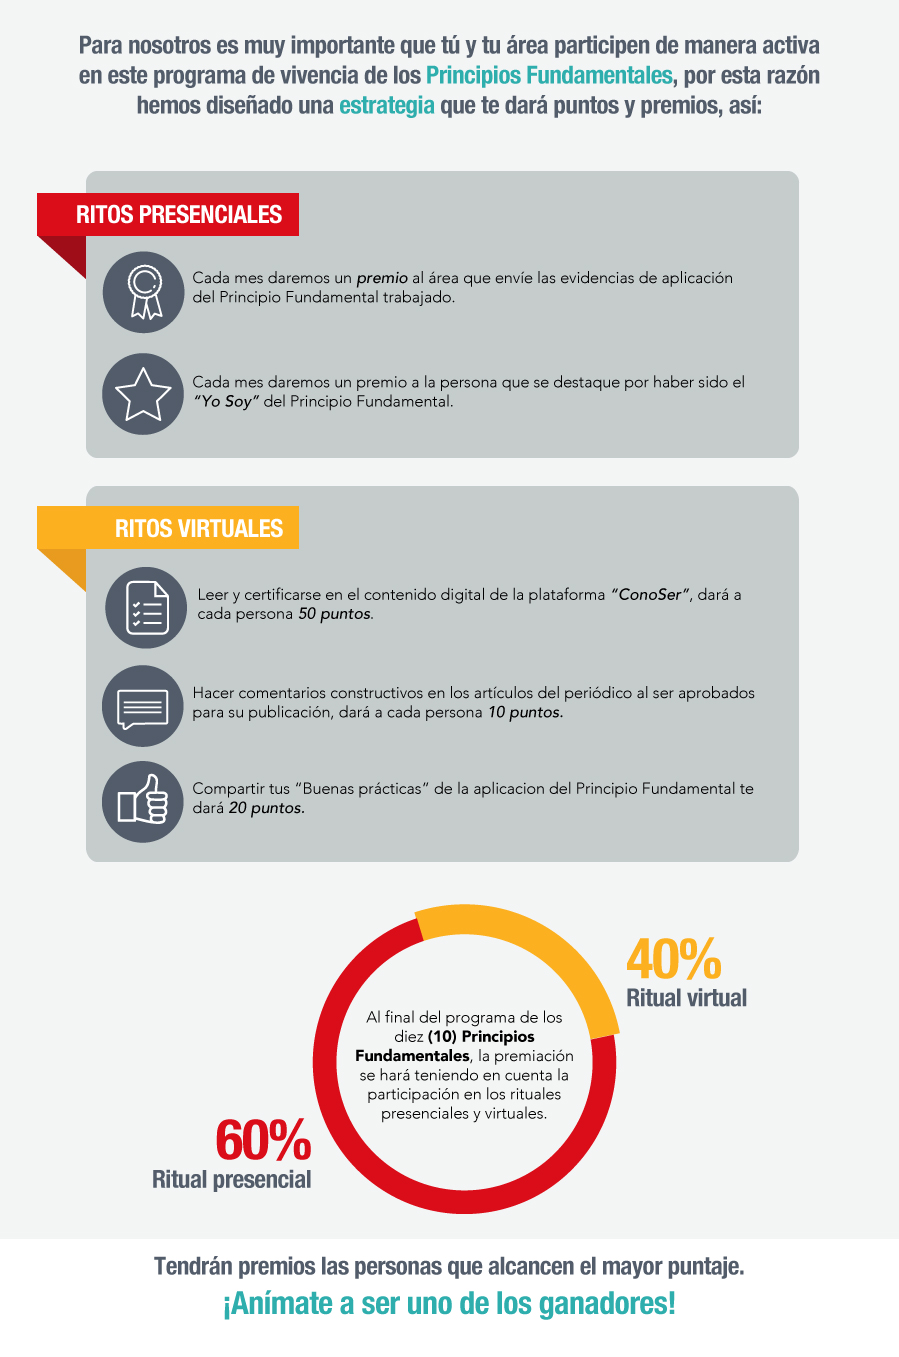 Para nosotros es muy importante que tú y tu área participen de manera activa
en este programa de vivencia de los Principios Fundamentales, por esta razón
hemos diseñado una estrategia que te dará puntos y premios, así:
RITOS PRESENCIALES
Cada mes daremos un premio al área que envíe las evidencias de aplicación
del Principio Fundamental trabajado.
Cada mes daremos un premio a la persona que se destaque por haber sido el
“Yo Soy” del Principio Fundamental.
RITOS VIRTUALES
Leer y certificarse en el contenido digital de la plataforma “ConoSer”, dará a
cada persona 50 puntos.
Hacer comentarios constructivos en los artículos del periódico al ser aprobados
para su publicación, dará a cada persona 10 puntos.
Compartir tus “Buenas prácticas” de la aplicacion del Principio Fundamental te
dará 20 puntos.
40%
Ritual virtual
Al final del programa de los
diez (10) Principios
Fundamentales, la premiación
se hará teniendo en cuenta la
participación en los rituales
presenciales y virtuales.
60%
Ritual presencial
Tendrán premios las personas que alcancen el mayor puntaje.
¡Anímate a ser uno de los ganadores!